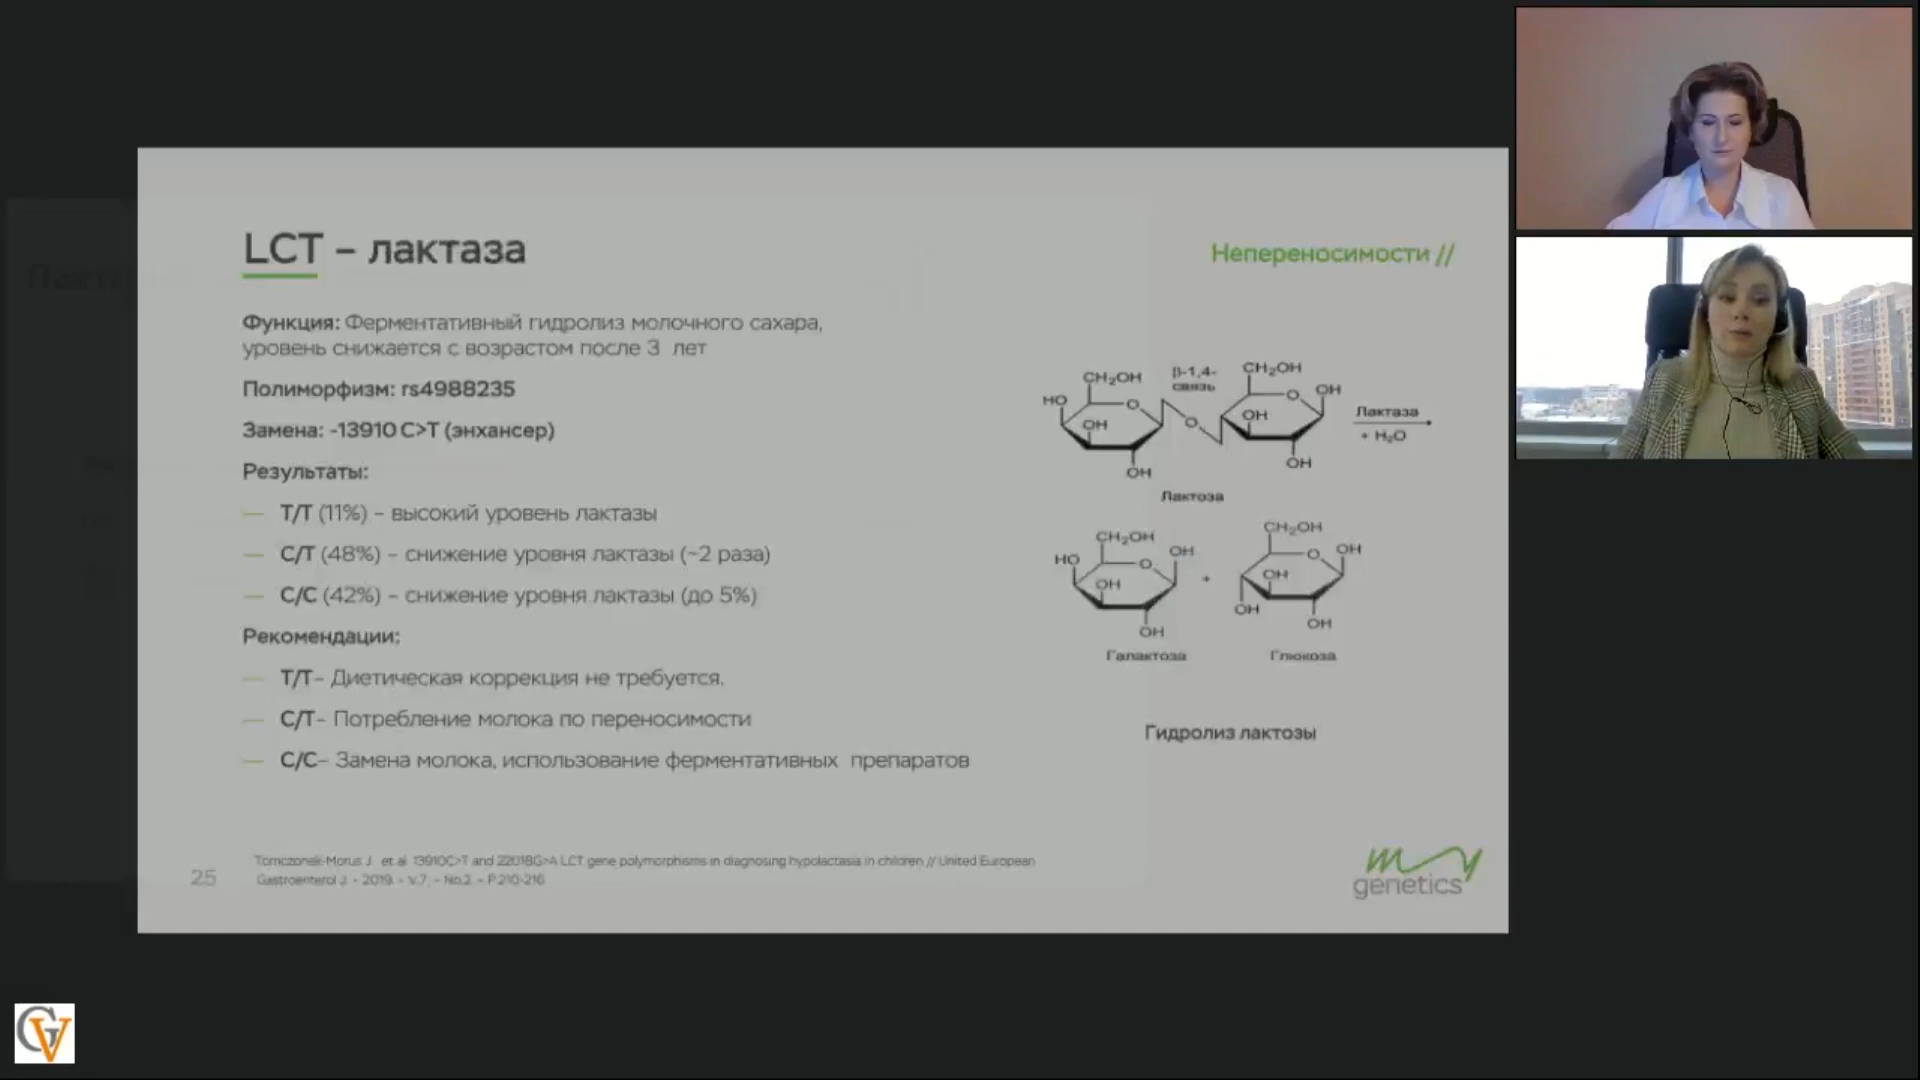 LCT – лактаза
Непереносимости //
Функция: Ферментативный гидролиз молочного сахара,
уровень снижается с возрастом после 3 лет
Полиморфизм: rs4988235
Замена: -13910 C>T (энхансер)
Результаты:
— T/T (11%) – высокий уровень лактазы
— C/T (48%) – снижение уровня лактазы (~2 раза)
— C/C (42%) – снижение уровня лактазы (до 5%)
Рекомендации:
— T/T– Диетическая коррекция не требуется.
— C/T– Потребление молока по переносимости
— C/C– Замена молока, использование ферментативных препаратов
CH₂OH
β-1,4-
связь
CH₂OH
HO
O
OH
OH
O
O
OH
OH
OH
Лактаза
+ H₂O
Лактоза
CH₂OH
HO
O
OH
OH
OH
Галактоза
+
CH₂OH
O
OH
OH
OH
OH
Глюкоза
Гидролиз лактозы
25
Tomczonek-Morus J. et al. 13910C>T and 22018G>A LCT gene polymorphisms in diagnosing hypolactasia in children // United European
Gastroenterol J. - 2019. - V.7. - No.2. - P.210-216
my
genetics
GV